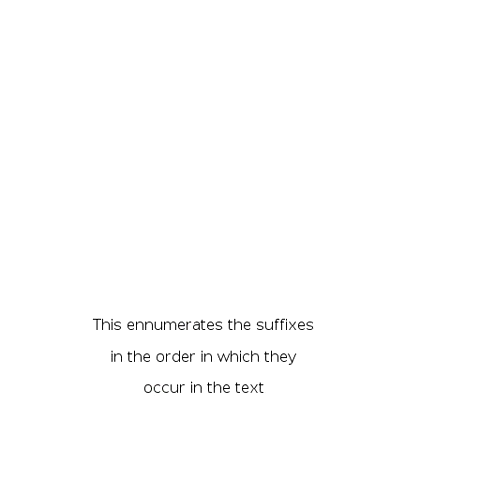 This ennumerates the suffixes
in the order in which they
occur in the text